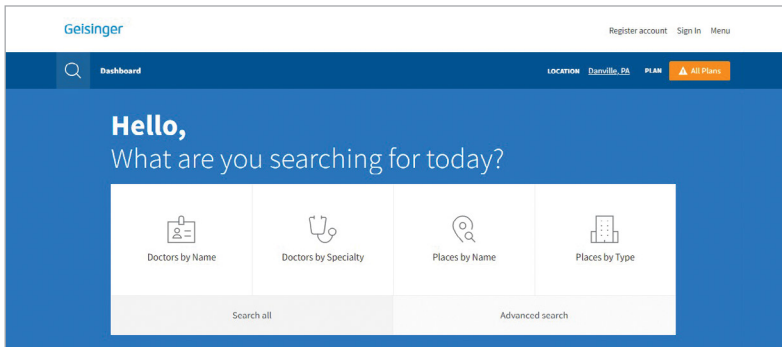 Geisinger
Register account Sign In Menu
Dashboard
LOCATION Danville, PA PLAN All Plans
Hello,
What are you searching for today?
Doctors by Name
Doctors by Specialty
Places by Name
Places by Type
Search all
Advanced search